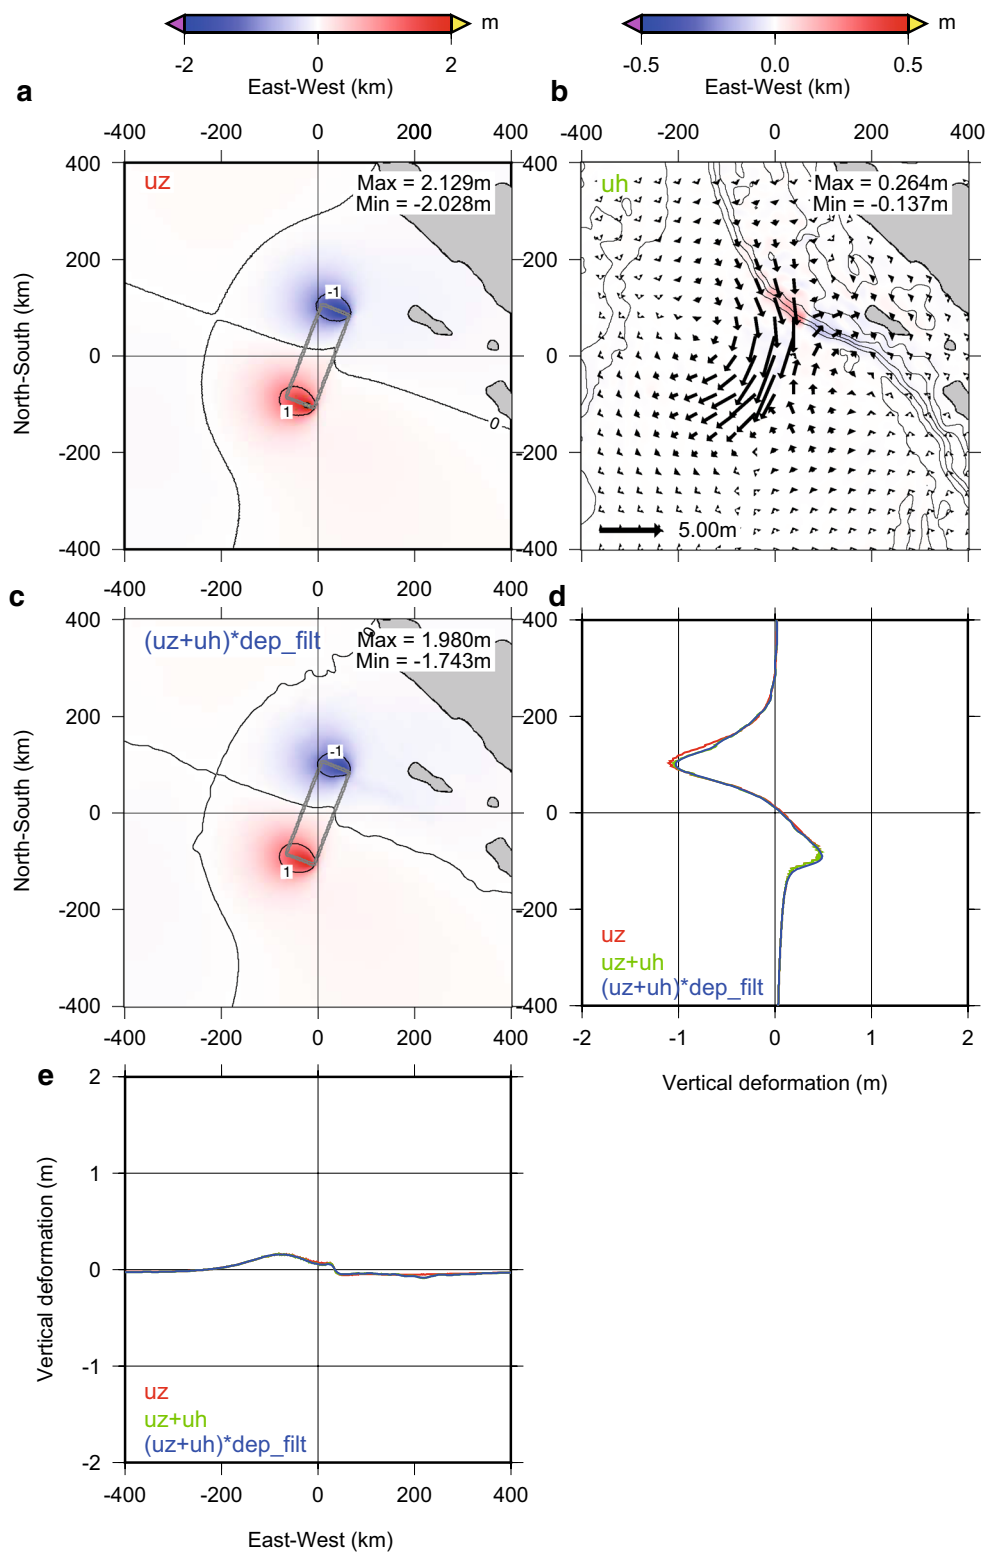 m
m
-2 0 2
-0.5 0.0 0.5
East-West (km)
East-West (km)
a
b
-400 -200 0 200 400
-400 -200 0 200 400
400
200
0
-200
-400
North-South (km)
uz
Max = 2.129m
Min = -2.028m
-1
1
0
400
200
0
-200
-400
uh
Max = 0.264m
Min = -0.137m
5.00m
c
-400 -200 0 200 400
400
200
0
-200
-400
North-South (km)
(uz+uh)*dep_filt
Max = 1.980m
Min = -1.743m
0
-1
1
-400 -200 0 200 400
d
400
200
0
-200
-400
uz
uz+uh
(uz+uh)*dep_filt
-2 -1 0 1 2
Vertical deformation (m)
e
2
1
0
-1
-2
Vertical deformation (m)
uz
uz+uh
(uz+uh)*dep_filt
-400 -200 0 200 400
East-West (km)